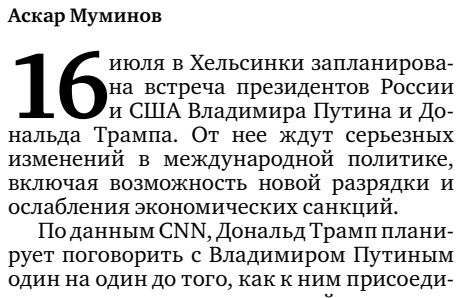 Аскар Муминов
16 июля в Хельсинки запланирова-
на встреча президентов России
и США Владимира Путина и До-
нальда Трампа. От нее ждут серьезных
изменений в международной политике,
включая возможность новой разрядки и
ослабления экономических санкций.
По данным CNN, Дональд Трамп плани-
рует поговорить с Владимиром Путиным
один на один до того, как к ним присоеди-